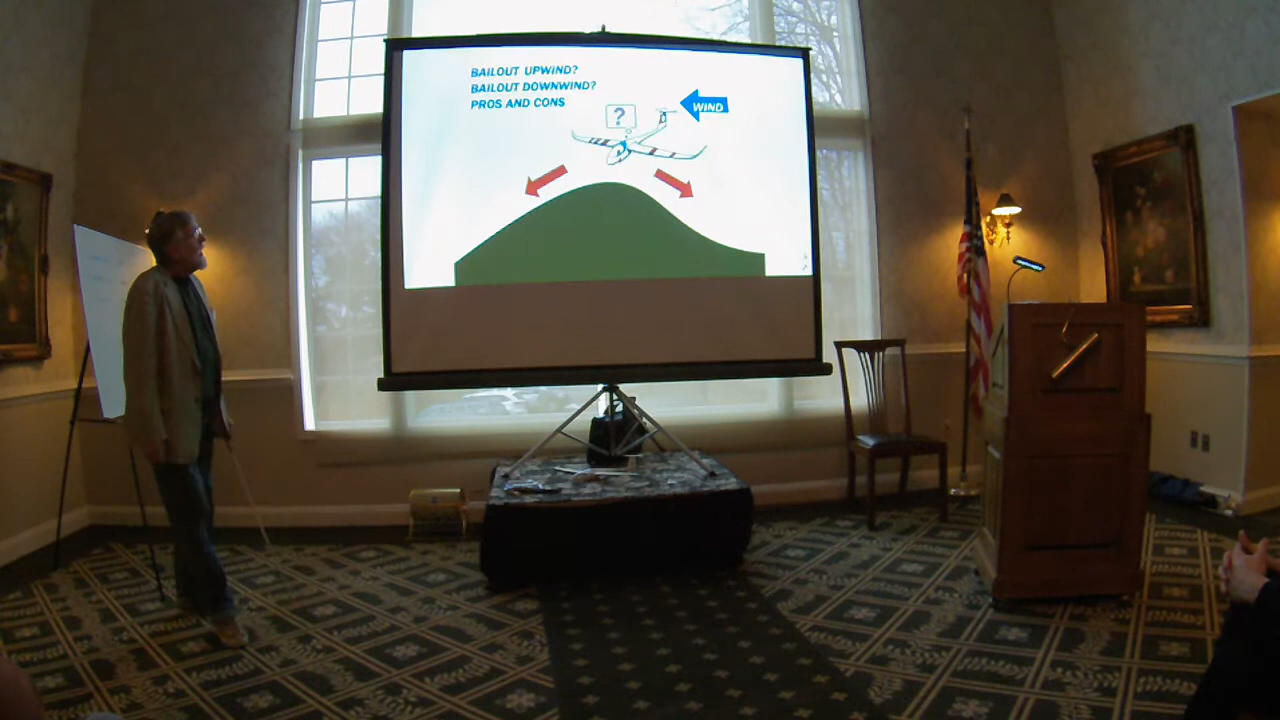 BAILOUT UPWIND?
BAILOUT DOWNWIND?
PROS AND CONS
?
WIND